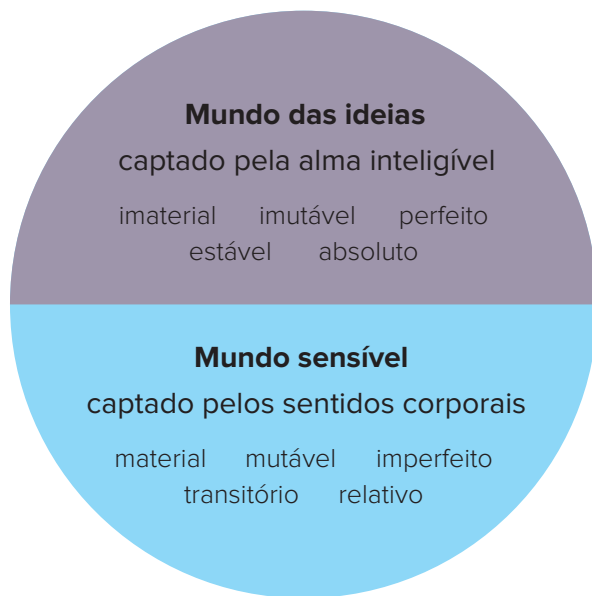 Mundo das ideias
captado pela alma inteligível
imaterial imutável perfeito
estável absoluto
Mundo sensível
captado pelos sentidos corporais
material mutável imperfeito
transitório relativo